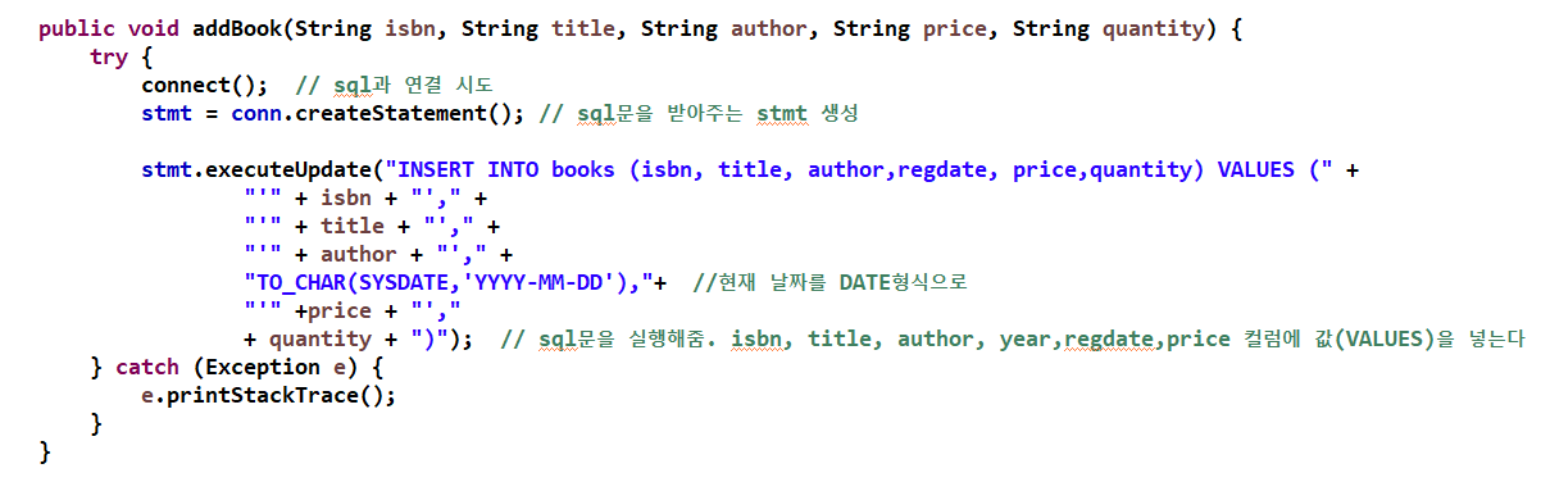 public void addBook(String isbn, String title, String author, String price, String quantity) {
try {
connect();  // sql과 연결 시도
stmt = conn.createStatement(); // sql문을 받아주는 stmt 생성
stmt.executeUpdate("INSERT INTO books (isbn, title, author,regdate, price,quantity) VALUES (" +
"'" + isbn + "'," +
"'" + title + "'," +
"'" + author + "'," +
"TO_CHAR(SYSDATE,'YYYY-MM-DD'),"+  //현재 날짜를 DATE형식으로
"'" +price + "',"
+ quantity + ")");  // sql문을 실행해줌. isbn, title, author, year,regdate,price 컬럼에 값(VALUES)을 넣는다
} catch (Exception e) {
e.printStackTrace();
}
}